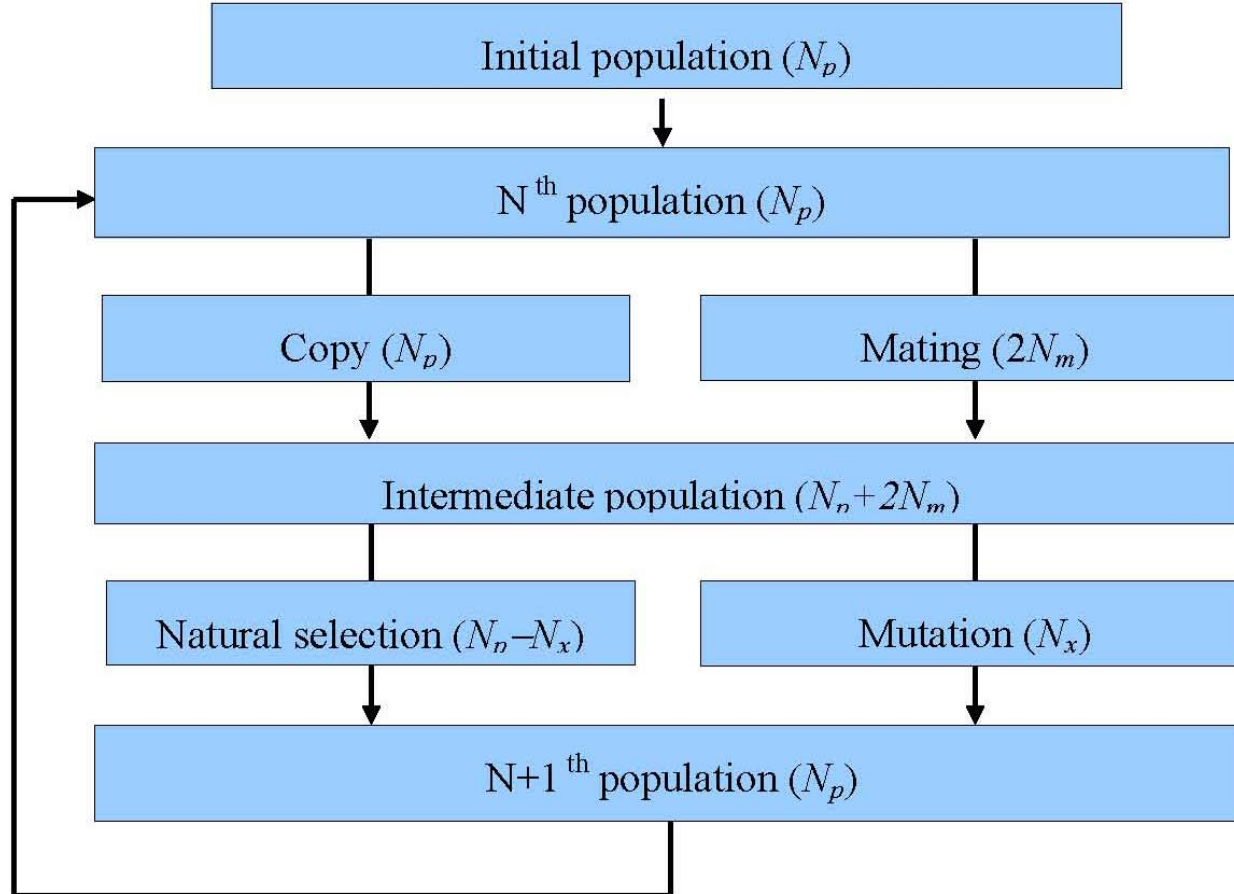 Initial population (Np)
N th population (Np)
Copy (Np)
Mating (2Nm)
Intermediate population (Np+2Nm)
Natural selection (Np–Nx)
Mutation (Nx)
N+1 th population (Np)